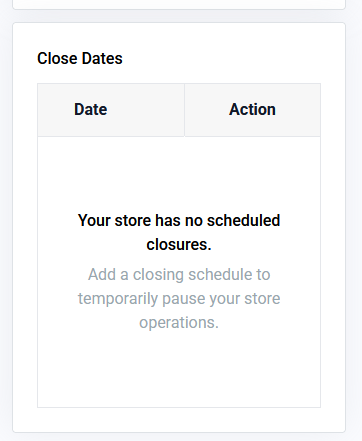 Close Dates
Date Action
Your store has no scheduled
closures.
Add a closing schedule to
temporarily pause your store
operations.